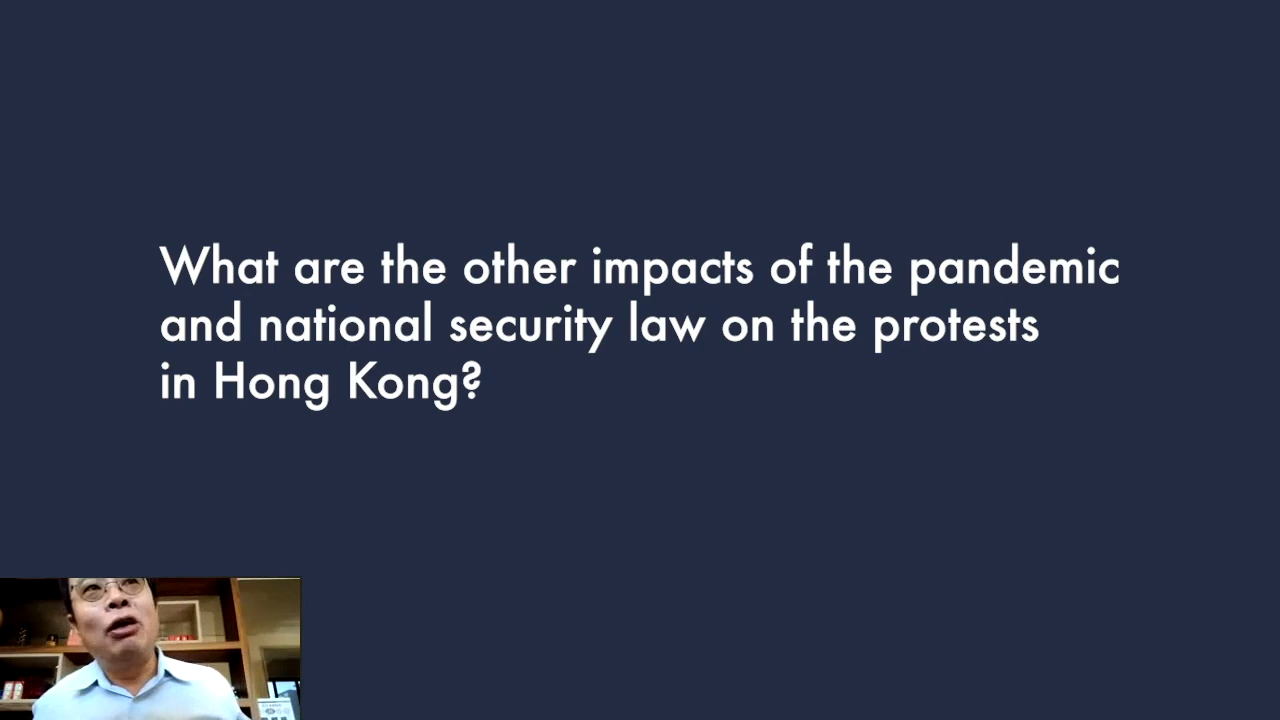 What are the other impacts of the pandemic
and national security law on the protests
in Hong Kong?